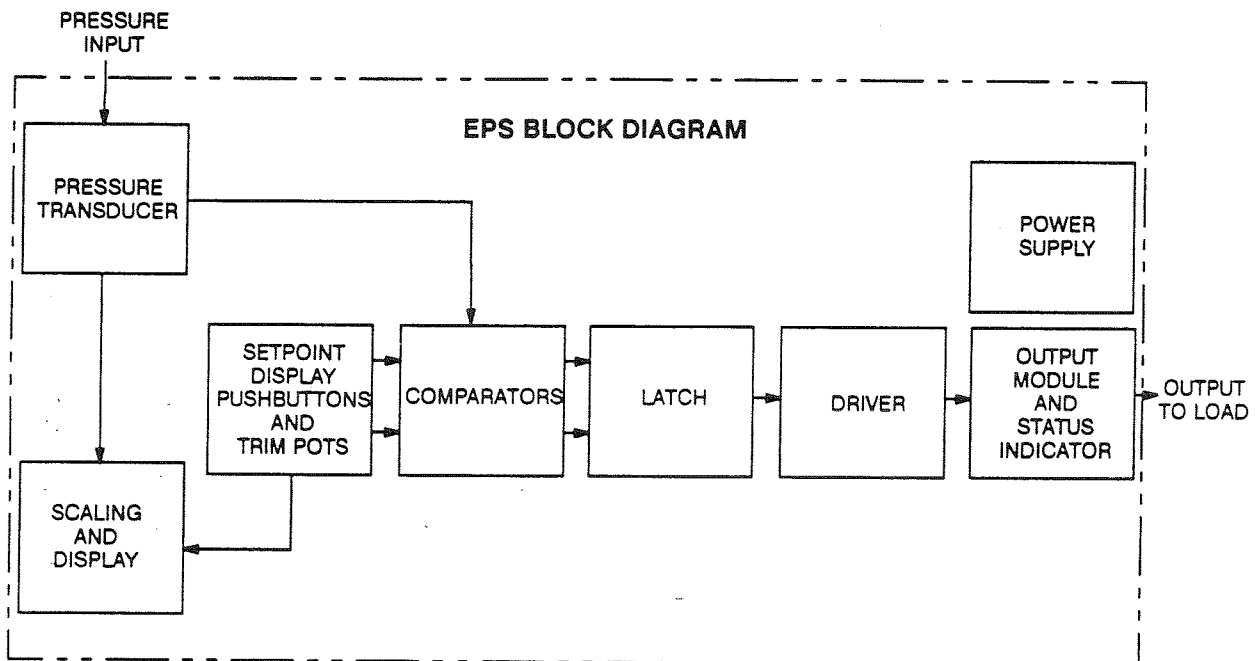 PRESSURE
INPUT
EPS BLOCK DIAGRAM
PRESSURE
TRANSDUCER
POWER
SUPPLY
SETPOINT
DISPLAY
PUSHBUTTONS
AND
TRIM POTS
COMPARATORS
LATCH
DRIVER
OUTPUT
MODULE
AND
STATUS
INDICATOR
OUTPUT
TO LOAD
SCALING
AND
DISPLAY